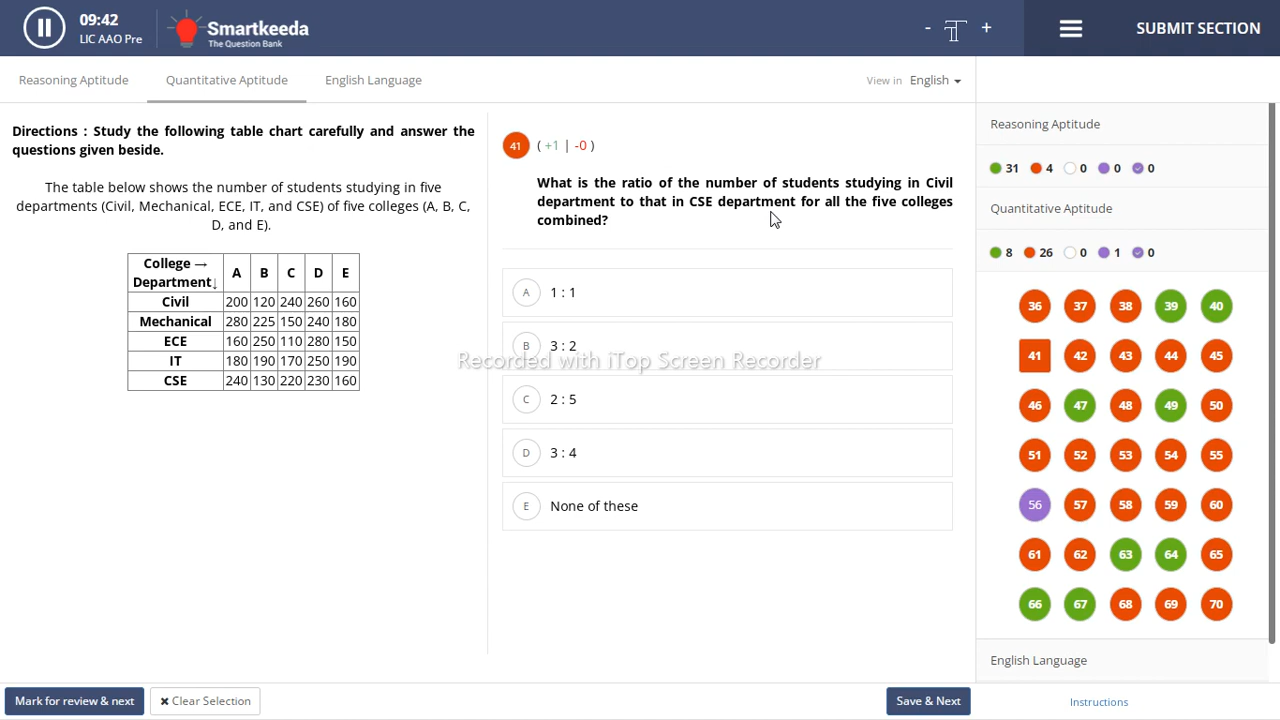 09:42
LIC AAO Pre
Smartkeeda
The Question Bank
- T +
SUBMIT SECTION
Reasoning Aptitude
Quantitative Aptitude
English Language
View in English
Directions : Study the following table chart carefully and answer the
questions given beside.
The table below shows the number of students studying in five
departments (Civil, Mechanical, ECE, IT, and CSE) of five colleges (A, B, C,
D, and E).
College → A B C D E
Department↓
Civil 200 120 240 260 160
Mechanical 280 225 150 240 180
ECE 160 250 110 280 150
IT 180 190 170 250 190
CSE 240 130 220 230 160
41 ( +1 | -0 )
What is the ratio of the number of students studying in Civil
department to that in CSE department for all the five colleges
combined?
A 1 : 1
B 3 : 2
C 2 : 5
D 3 : 4
E None of these
Recorded with iTop Screen Recorder
Reasoning Aptitude
31 4 0 0 0
Quantitative Aptitude
8 26 0 1 0
36 37 38 39 40
41 42 43 44 45
46 47 48 49 50
51 52 53 54 55
56 57 58 59 60
61 62 63 64 65
66 67 68 69 70
English Language
Mark for review & next
✖ Clear Selection
Save & Next
Instructions